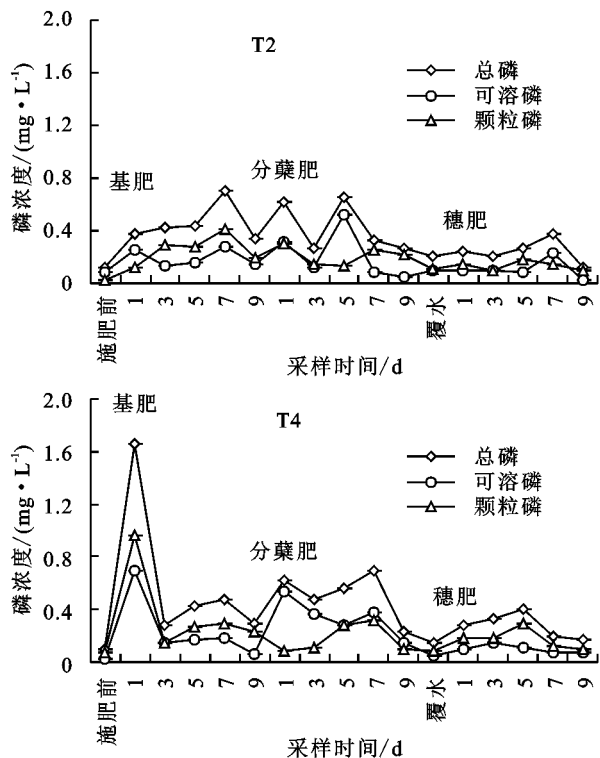 T2
2.0
1.6
1.2
0.8
0.4
0
磷浓度/(mg·L-1)
总磷
可溶磷
颗粒磷
基肥
分蘖肥
穗肥
施肥前 1 3 5 7 9 1 3 5 7 9 覆水 1 3 5 7 9
采样时间/d
T4
2.0
1.6
1.2
0.8
0.4
0
磷浓度/(mg·L-1)
基肥
总磷
可溶磷
颗粒磷
分蘖肥
穗肥
施肥前 1 3 5 7 9 1 3 5 7 9 覆水 1 3 5 7 9
采样时间/d